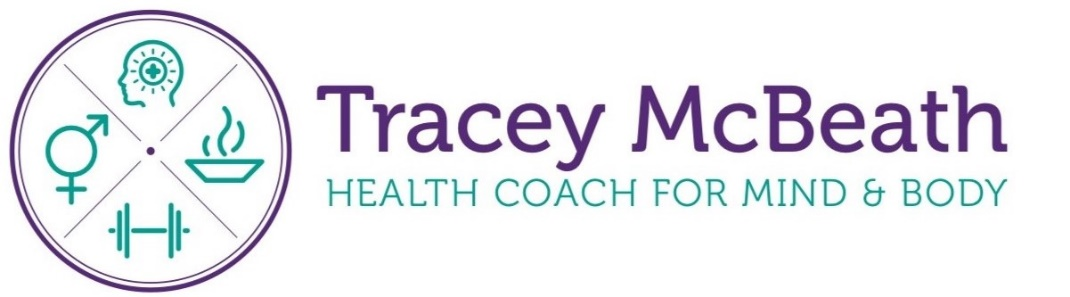 Tracey McBeath
HEALTH COACH FOR MIND & BODY